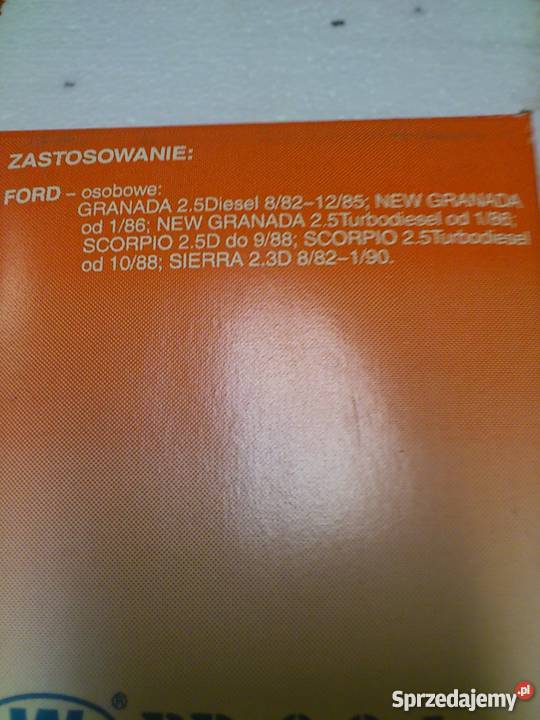 ZASTOSOWANIE:
FORD – osobowe:
GRANADA 2.5Diesel 8/82–12/85; NEW GRANADA
od 1/86; NEW GRANADA 2.5Turbodiesel od 1/86;
SCORPIO 2.5D do 9/88; SCORPIO 2.5Turbodiesel
od 10/88; SIERRA 2.3D 8/82–1/90.
®
Sprzedajemy.pl